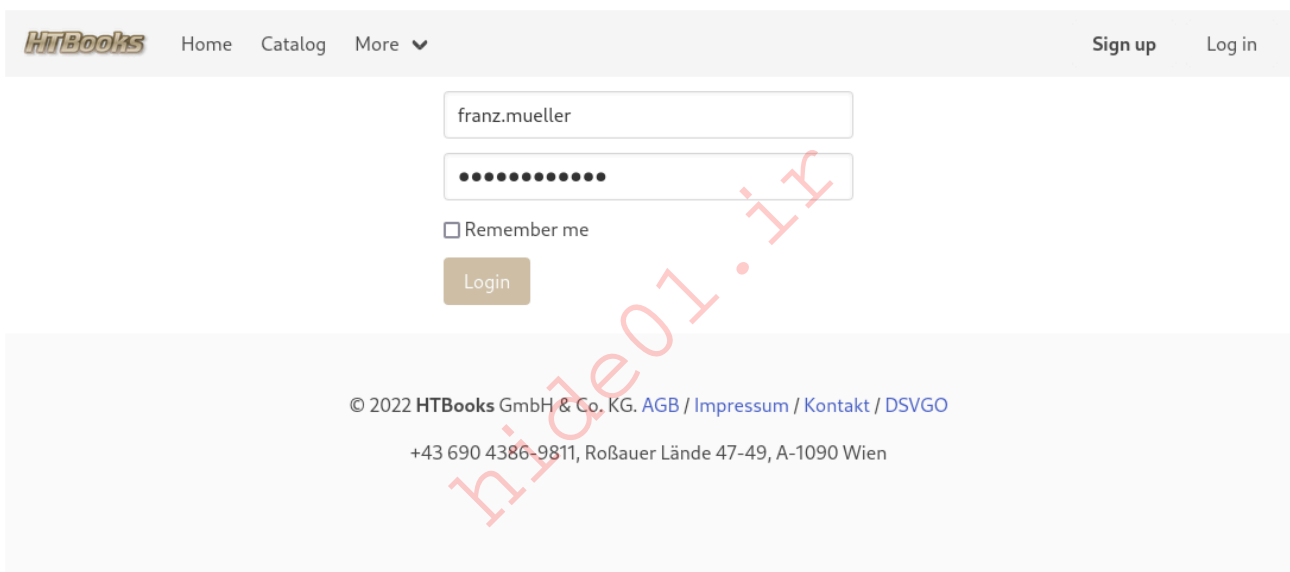 HTBooks Home Catalog More Sign up Log in
franz.mueller
●●●●●●●●●●●●
Remember me
Login
© 2022 HTBooks GmbH & Co. KG. AGB / Impressum / Kontakt / DSVGO
+43 690 4386-9811, Roßauer Lände 47-49, A-1090 Wien
hide01.ir